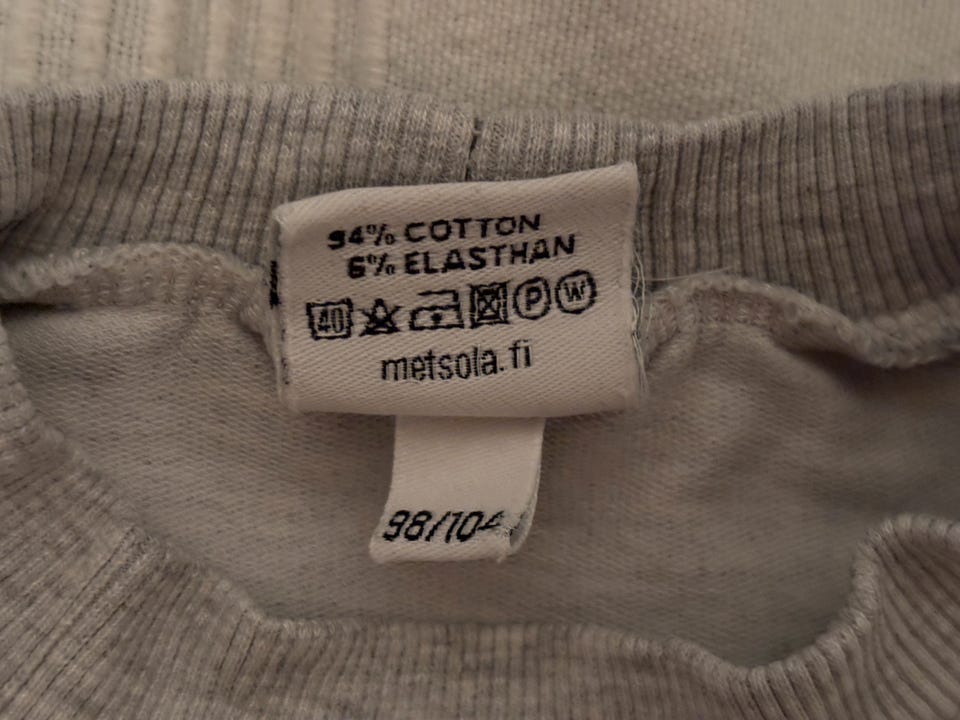 94% COTTON
6% ELASTHAN
40 P W
metsola.fi
98/104